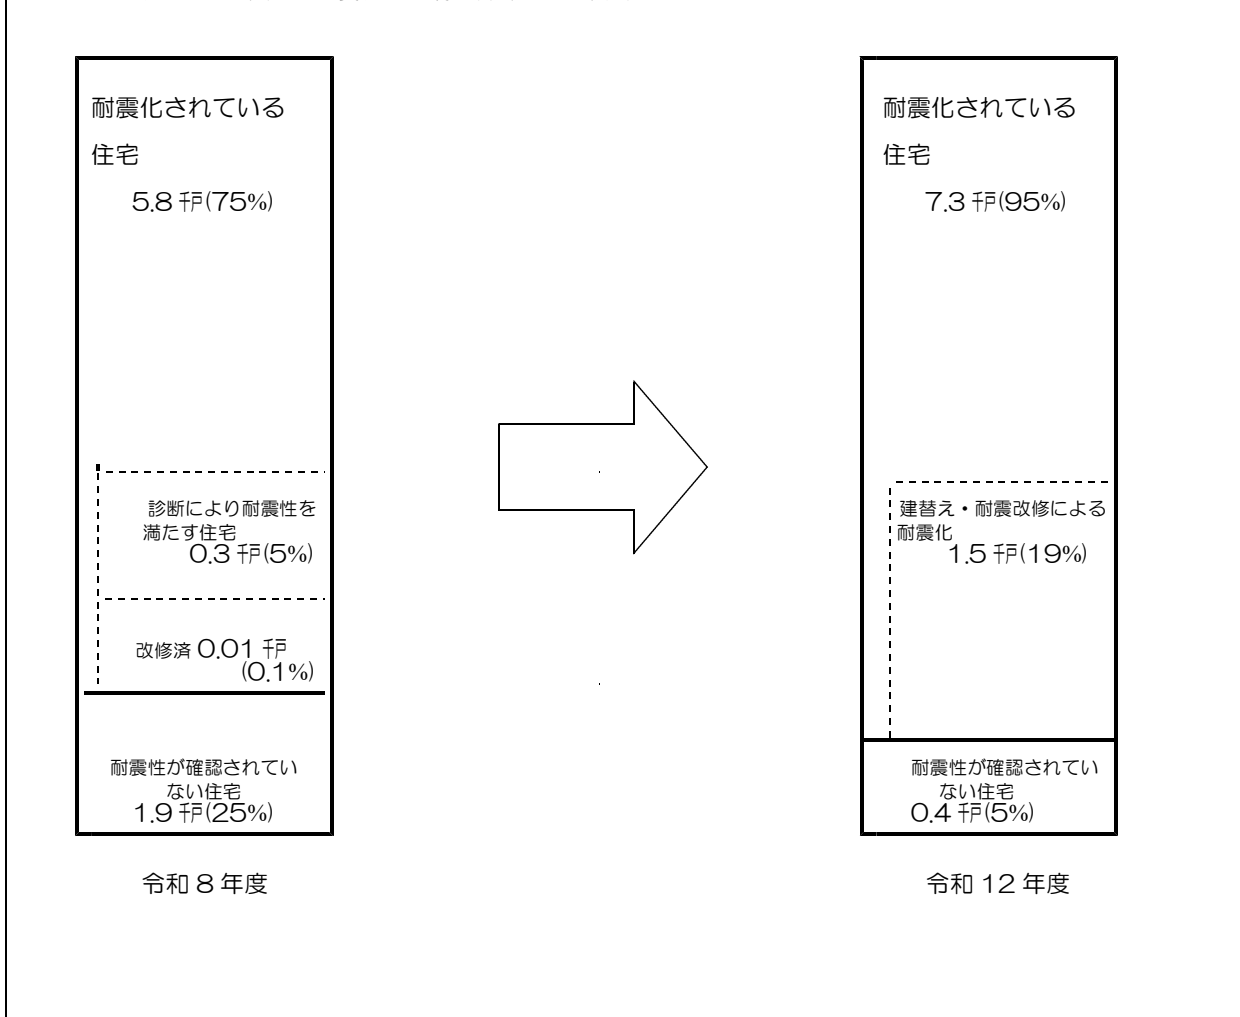 耐震化されている
住宅
5.8 千戸(75%)
診断により耐震性を
満たす住宅
0.3 千戸(5%)
改修済 0.01 千戸
(0.1%)
耐震性が確認されてい
ない住宅
1.9 千戸(25%)
令和 8 年度
耐震化されている
住宅
7.3 千戸(95%)
建替え・耐震改修による
耐震化
1.5 千戸(19%)
耐震性が確認されてい
ない住宅
0.4 千戸(5%)
令和 12 年度